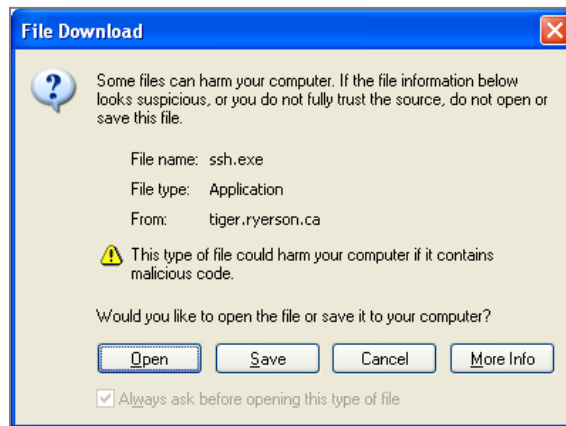 File Download
Some files can harm your computer. If the file information below
looks suspicious, or you do not fully trust the source, do not open or
save this file.
File name: ssh.exe
File type: Application
From: tiger.ryerson.ca
This type of file could harm your computer if it contains
malicious code.
Would you like to open the file or save it to your computer?
Open Save Cancel More Info
Always ask before opening this type of file